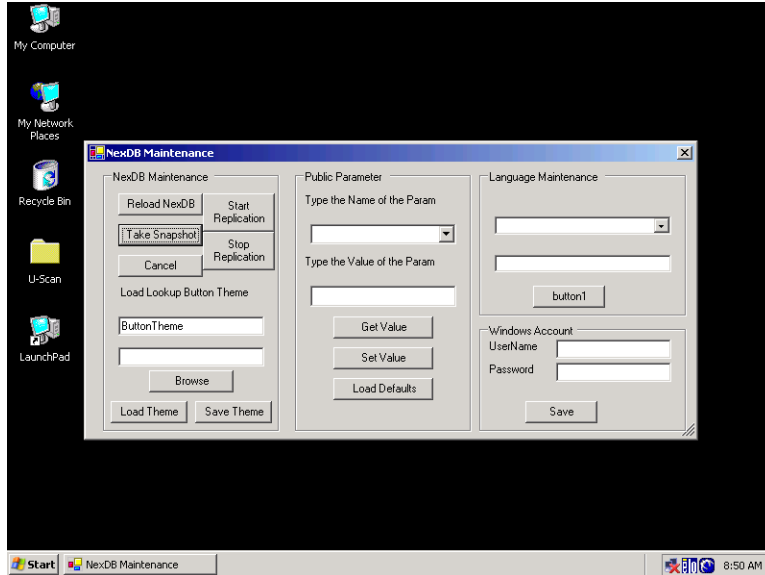 My Computer
My Network
Places
Recycle Bin
U-Scan
LaunchPad
NexDB Maintenance
NexDB Maintenance
Reload NexDB
Start
Replication
Take Snapshot
Stop
Replication
Cancel
Load Lookup Button Theme
ButtonTheme
Browse
Load Theme
Save Theme
Public Parameter
Type the Name of the Param
Type the Value of the Param
Get Value
Set Value
Load Defaults
Language Maintenance
button1
Windows Account
UserName
Password
Save
Start
NexDB Maintenance
elo
8:50 AM